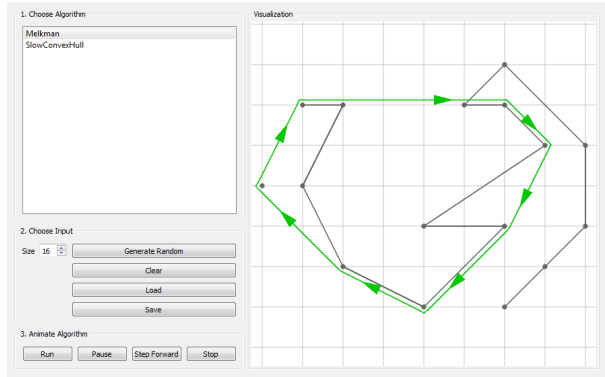 1. Choose Algorithm
Melkman
SlowConvexHull
2. Choose Input
Size 16 Generate Random
Clear
Load
Save
3. Animate Algorithm
Run Pause Step Forward Stop
Visualization